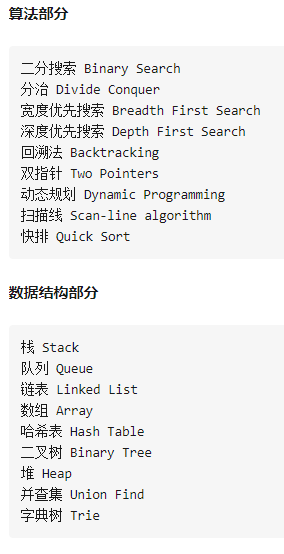 算法部分
二分搜索 Binary Search
分治 Divide Conquer
宽度优先搜索 Breadth First Search
深度优先搜索 Depth First Search
回溯法 Backtracking
双指针 Two Pointers
动态规划 Dynamic Programming
扫描线 Scan-line algorithm
快排 Quick Sort
数据结构部分
栈 Stack
队列 Queue
链表 Linked List
数组 Array
哈希表 Hash Table
二叉树 Binary Tree
堆 Heap
并查集 Union Find
字典树 Trie